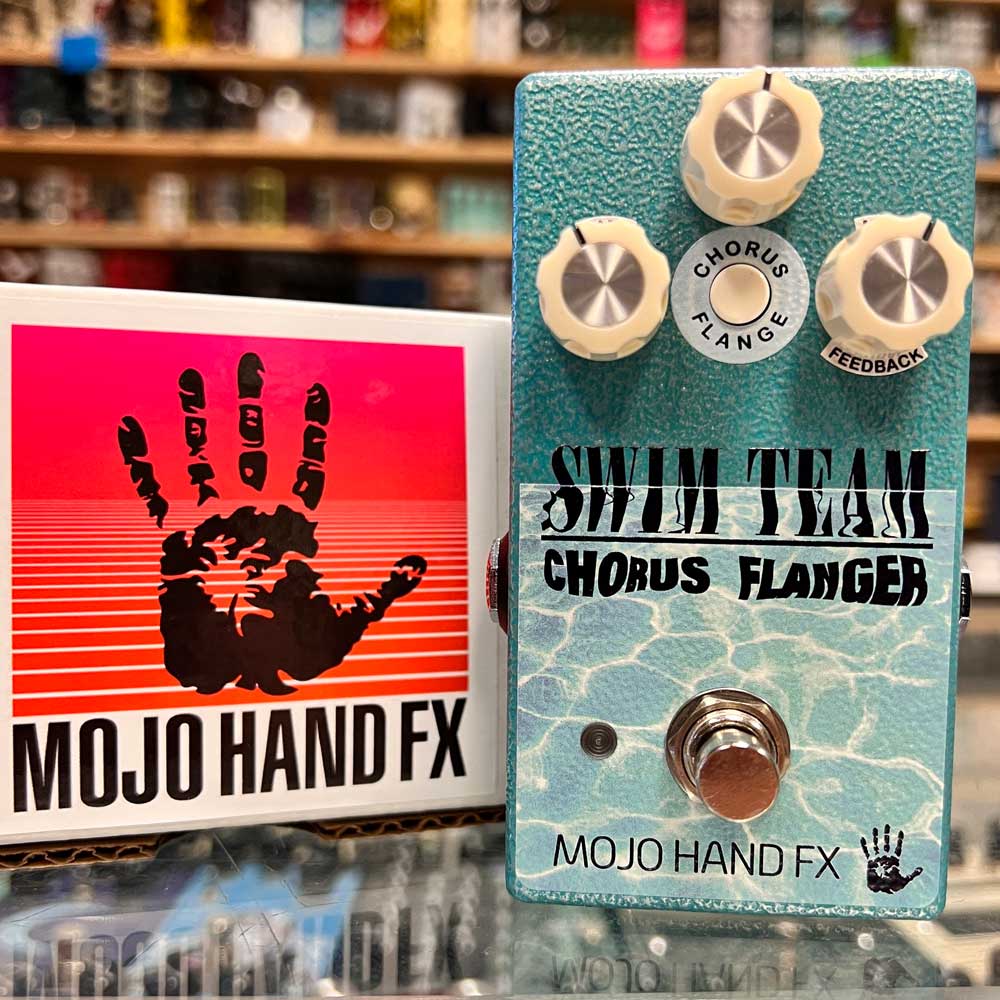 CHORUS
FLANGE
FEEDBACK
SWIM TEAM
CHORUS FLANGER
MOJO HAND FX
MOJO HAND FX